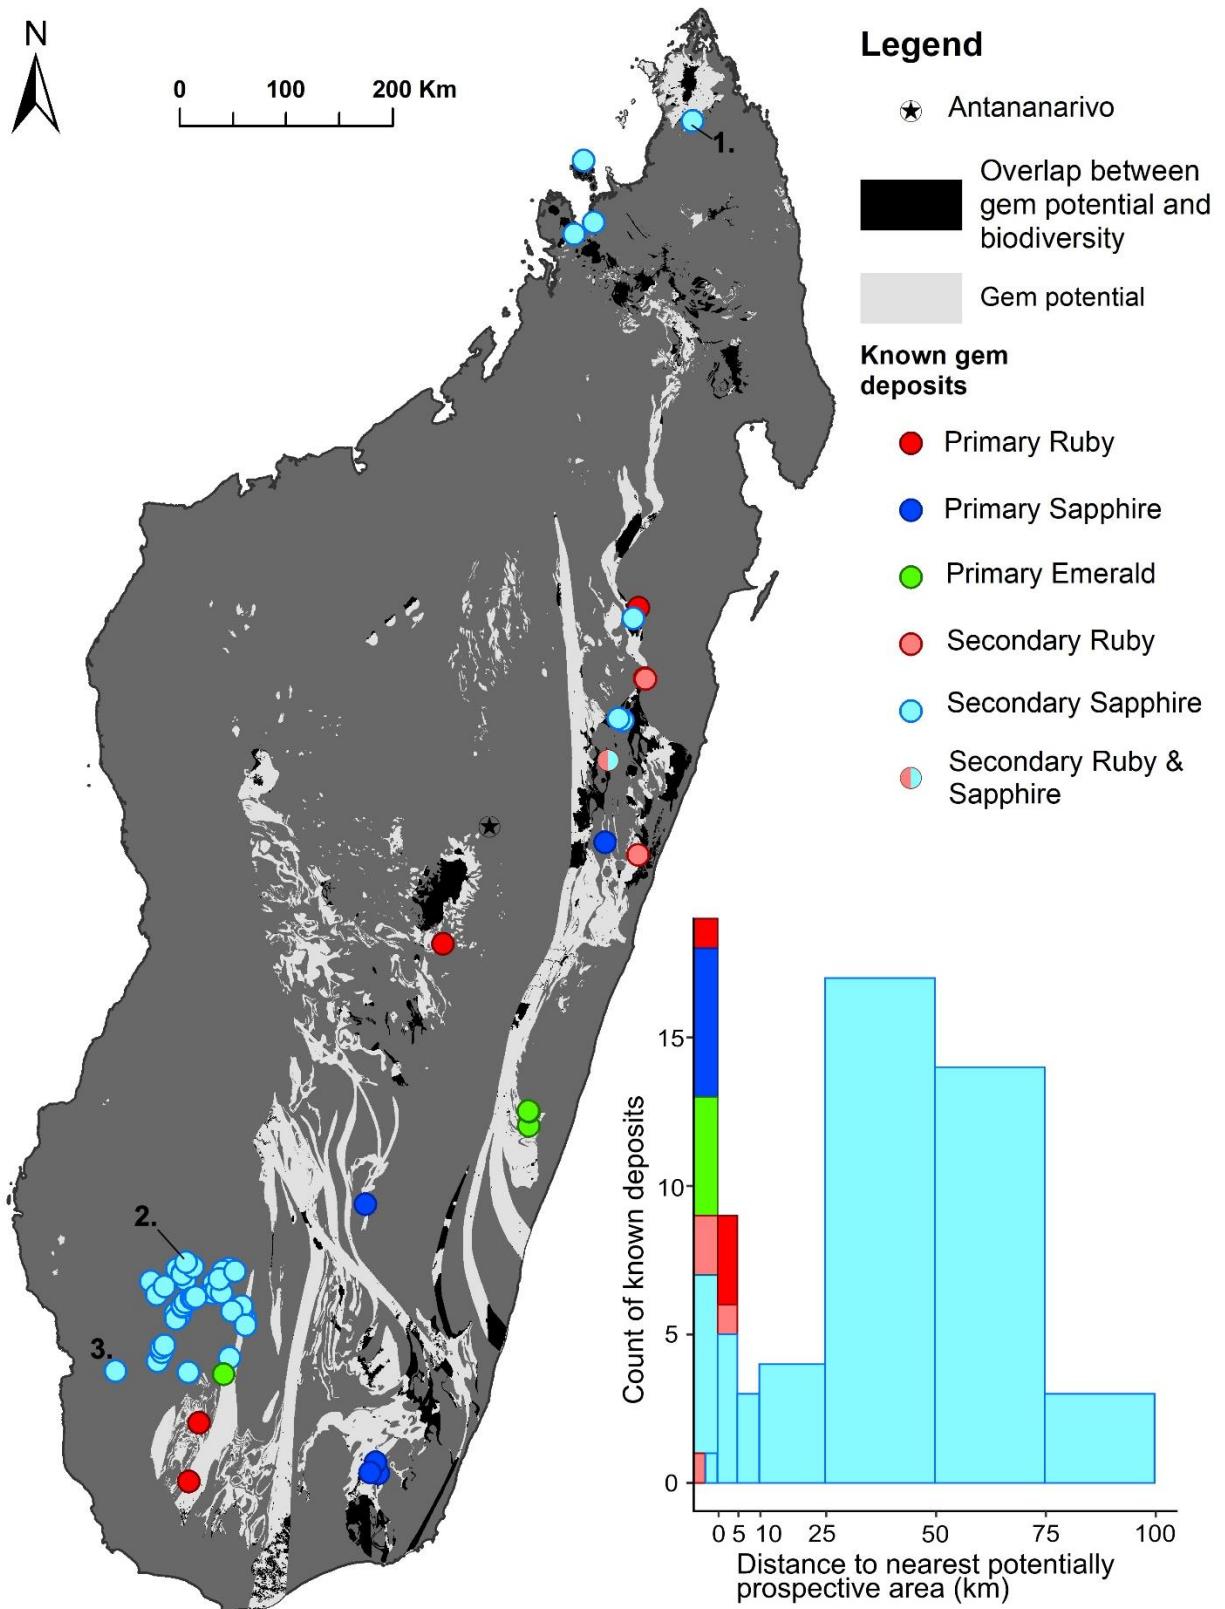 N
0 100 200 Km
1.
2.
3.
Legend
Antananarivo
Overlap between
gem potential and
biodiversity
Gem potential
Known gem
deposits
Primary Ruby
Primary Sapphire
Primary Emerald
Secondary Ruby
Secondary Sapphire
Secondary Ruby &
Sapphire
Count of known deposits
15
10
5
0
0 5 10 25 50 75 100
Distance to nearest potentially
prospective area (km)